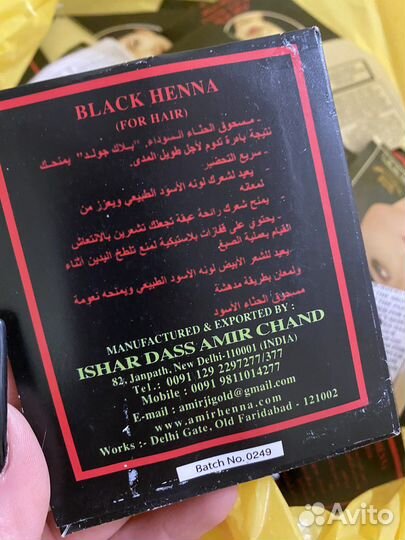 BLACK HENNA
(FOR HAIR)
- مسحوق الحناء السوداء, "بلاك جولد" يمنحك
نتيجة باهرة تدوم لأجل طويل المدى.
- سريع التحضير
- يعيد لشعرك لونه الأسود الطبيعي ويعزز من
لمعانه
- يمنح شعرك رائحة عبقة تجعلك تشعرين بالانتعاش
- يحتوي على قفازات بلاستيكية لمنع تلطخ اليدين أثناء
القيام بعملية الصبغ
- يعيد للشعر الأبيض لونه الأسود الطبيعي ويمنحه نعومة
ولمعان بطريقة مدهشة
مسحوق الحناء الأسود
MANUFACTURED & EXPORTED BY :
ISHAR DASS AMIR CHAND
82, Janpath, New Delhi-110001 (INDIA)
Tel.: 0091 129 2297277/377
Mobile : 0091 9811014277
E-mail : amirjigold@gmail.com
www.amirhenna.com
Works :- Delhi Gate. Old Faridabad - 121002
Batch No. 0249
Avito